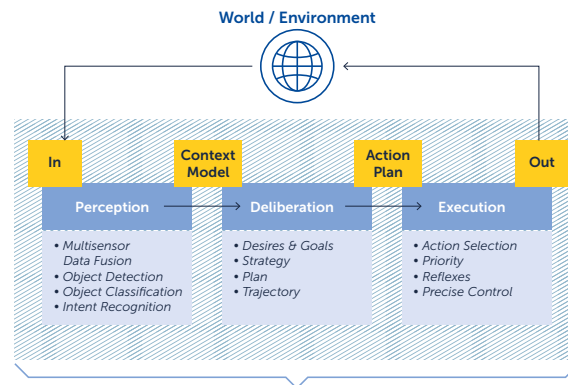 World / Environment
In
Context
Model
Action
Plan
Out
Perception
Deliberation
Execution
• Multisensor
Data Fusion
• Object Detection
• Object Classification
• Intent Recognition
• Desires & Goals
• Strategy
• Plan
• Trajectory
• Action Selection
• Priority
• Reflexes
• Precise Control